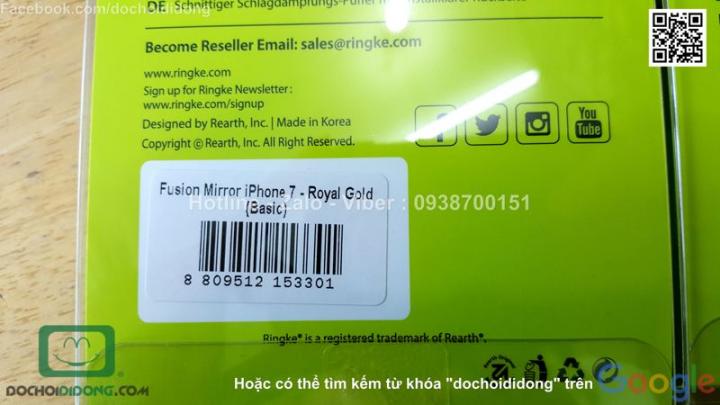 Facebook.com/dochoididong
DE Schnittiger Schlagdämpfungs-Puffer
Become Reseller Email: sales@ringke.com
www.ringke.com
Sign up for Ringke Newsletter:
www.ringke.com/signup
Designed by Rearth, Inc. | Made in Korea
Copyright © Rearth, Inc. All Right Reserved.
You
Tube
Fusion Mirror iPhone 7 - Royal Gold
(Basic)
Hotline - Zalo - Viber : 0938700151
8 809512 153301
Ringke® is a registered trademark of Rearth®.
DOCHOIDIDONG.com
Hoặc có thể tìm kếm từ khóa "dochoididong" trên
Google